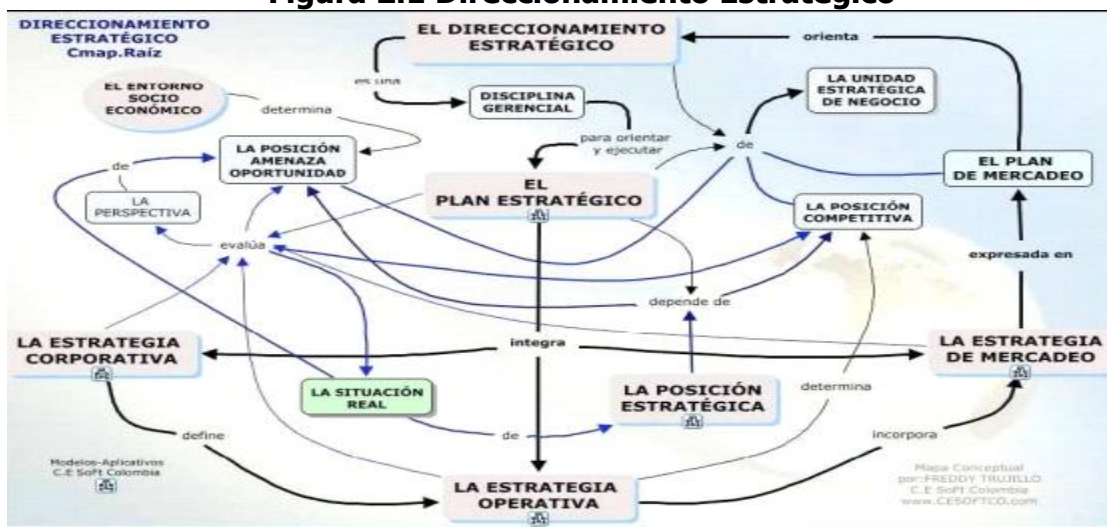 Figura 2.1 Direccionamiento Estratégico
DIRECCIONAMIENTO
ESTRATÉGICO
Cmap.Raíz
EL DIRECCIONAMIENTO
ESTRATÉGICO
orienta
es una
EL ENTORNO
SOCIO
ECONÓMICO
determina
DISCIPLINA
GERENCIAL
LA UNIDAD
ESTRATÉGICA
DE NEGOCIO
para orientar
y ejecutar
de
de
LA POSICIÓN
AMENAZA
OPORTUNIDAD
EL PLAN
DE MERCADEO
LA
PERSPECTIVA
EL
PLAN ESTRATÉGICO
LA POSICIÓN
COMPETITIVA
evalúa
expresada en
depende de
LA ESTRATEGIA
CORPORATIVA
integra
LA ESTRATEGIA
DE MERCADEO
LA SITUACIÓN
REAL
LA POSICIÓN
ESTRATÉGICA
determina
define
de
incorpora
Modelos-Aplicativos
C.E Soft Colombia
LA ESTRATEGIA
OPERATIVA
Mapa Conceptual
por:FREDDY TRUJILLO
C.E Soft Colombia
www.CESOFTCO.com